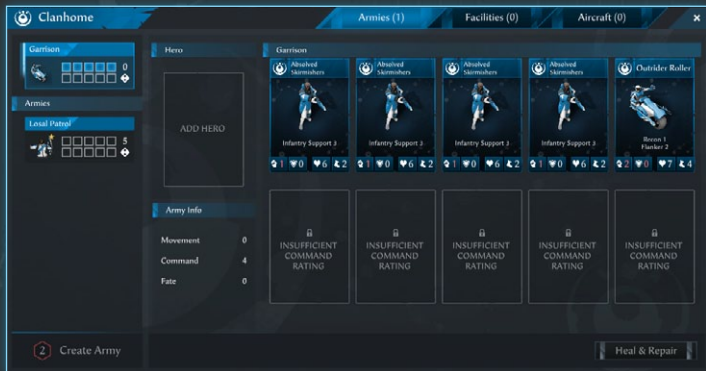 Clanhome
Armies (1)
Facilities (0)
Aircraft (0)
×
Garrison
0
Armies
Losal Patrol
5
Hero
ADD HERO
Army Info
Movement 0
Command 4
Fate 0
Garrison
Absolved
Skirmishers
Infantry Support 3
1 0 6 2
Absolved
Skirmishers
Infantry Support 3
1 0 6 2
Absolved
Skirmishers
Infantry Support 3
1 0 6 2
Absolved
Skirmishers
Infantry Support 3
1 0 6 2
Outrider Roller
Recon 1
Flanker 2
2 0 7 4
INSUFFICIENT
COMMAND
RATING
INSUFFICIENT
COMMAND
RATING
INSUFFICIENT
COMMAND
RATING
INSUFFICIENT
COMMAND
RATING
INSUFFICIENT
COMMAND
RATING
2 Create Army
Heal & Repair